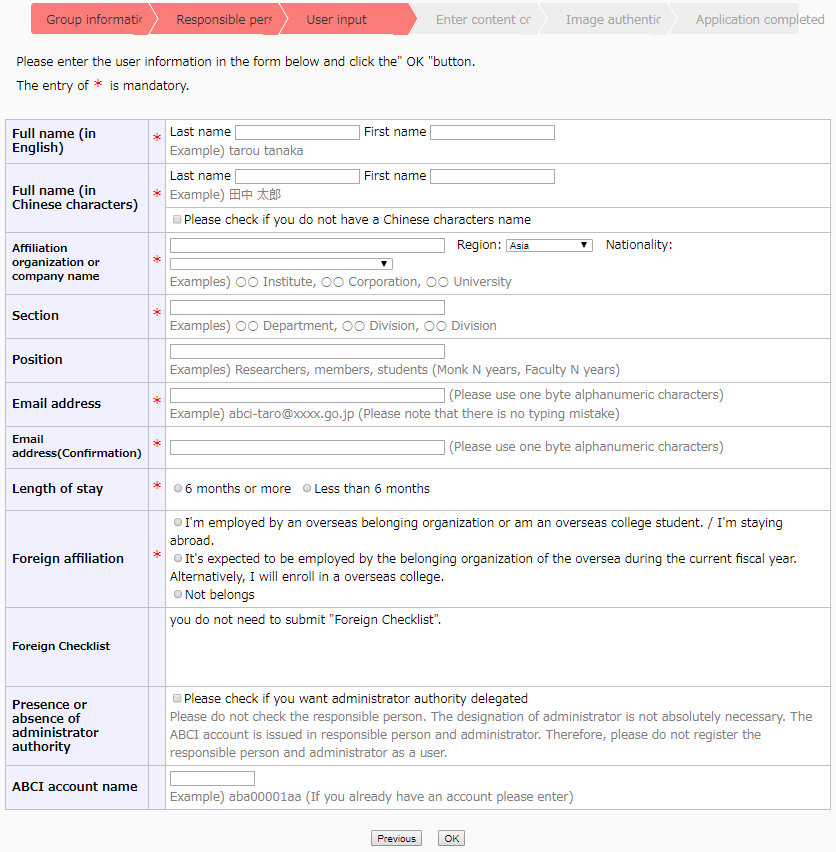 Group informatic
Responsible pers
User input
Enter content cc
Image authentic
Application completed
Please enter the user information in the form below and click the" OK "button.
The entry of * is mandatory.
Full name (in
English)
*
Last name First name
Example) tarou tanaka
Full name (in
Chinese characters)
*
Last name First name
Example) 田中 太郎
Please check if you do not have a Chinese characters name
Affiliation
organization or
company name
*
Region: Asia Nationality:
Examples) ○○ Institute, ○○ Corporation, ○○ University
Section
*
Examples) ○○ Department, ○○ Division, ○○ Division
Position
Examples) Researchers, members, students (Monk N years, Faculty N years)
Email address
*
(Please use one byte alphanumeric characters)
Example) abci-taro@xxxx.go.jp (Please note that there is no typing mistake)
Email
address(Confirmation)
*
(Please use one byte alphanumeric characters)
Length of stay
*
6 months or more Less than 6 months
Foreign affiliation
*
I'm employed by an overseas belonging organization or am an overseas college student. / I'm staying
abroad.
It's expected to be employed by the belonging organization of the oversea during the current fiscal year.
Alternatively, I will enroll in a overseas college.
Not belongs
Foreign Checklist
you do not need to submit "Foreign Checklist".
Presence or
absence of
administrator
authority
Please check if you want administrator authority delegated
Please do not check the responsible person. The designation of administrator is not absolutely necessary. The
ABCI account is issued in responsible person and administrator. Therefore, please do not register the
responsible person and administrator as a user.
ABCI account name
Example) aba00001aa (If you already have an account please enter)
Previous OK